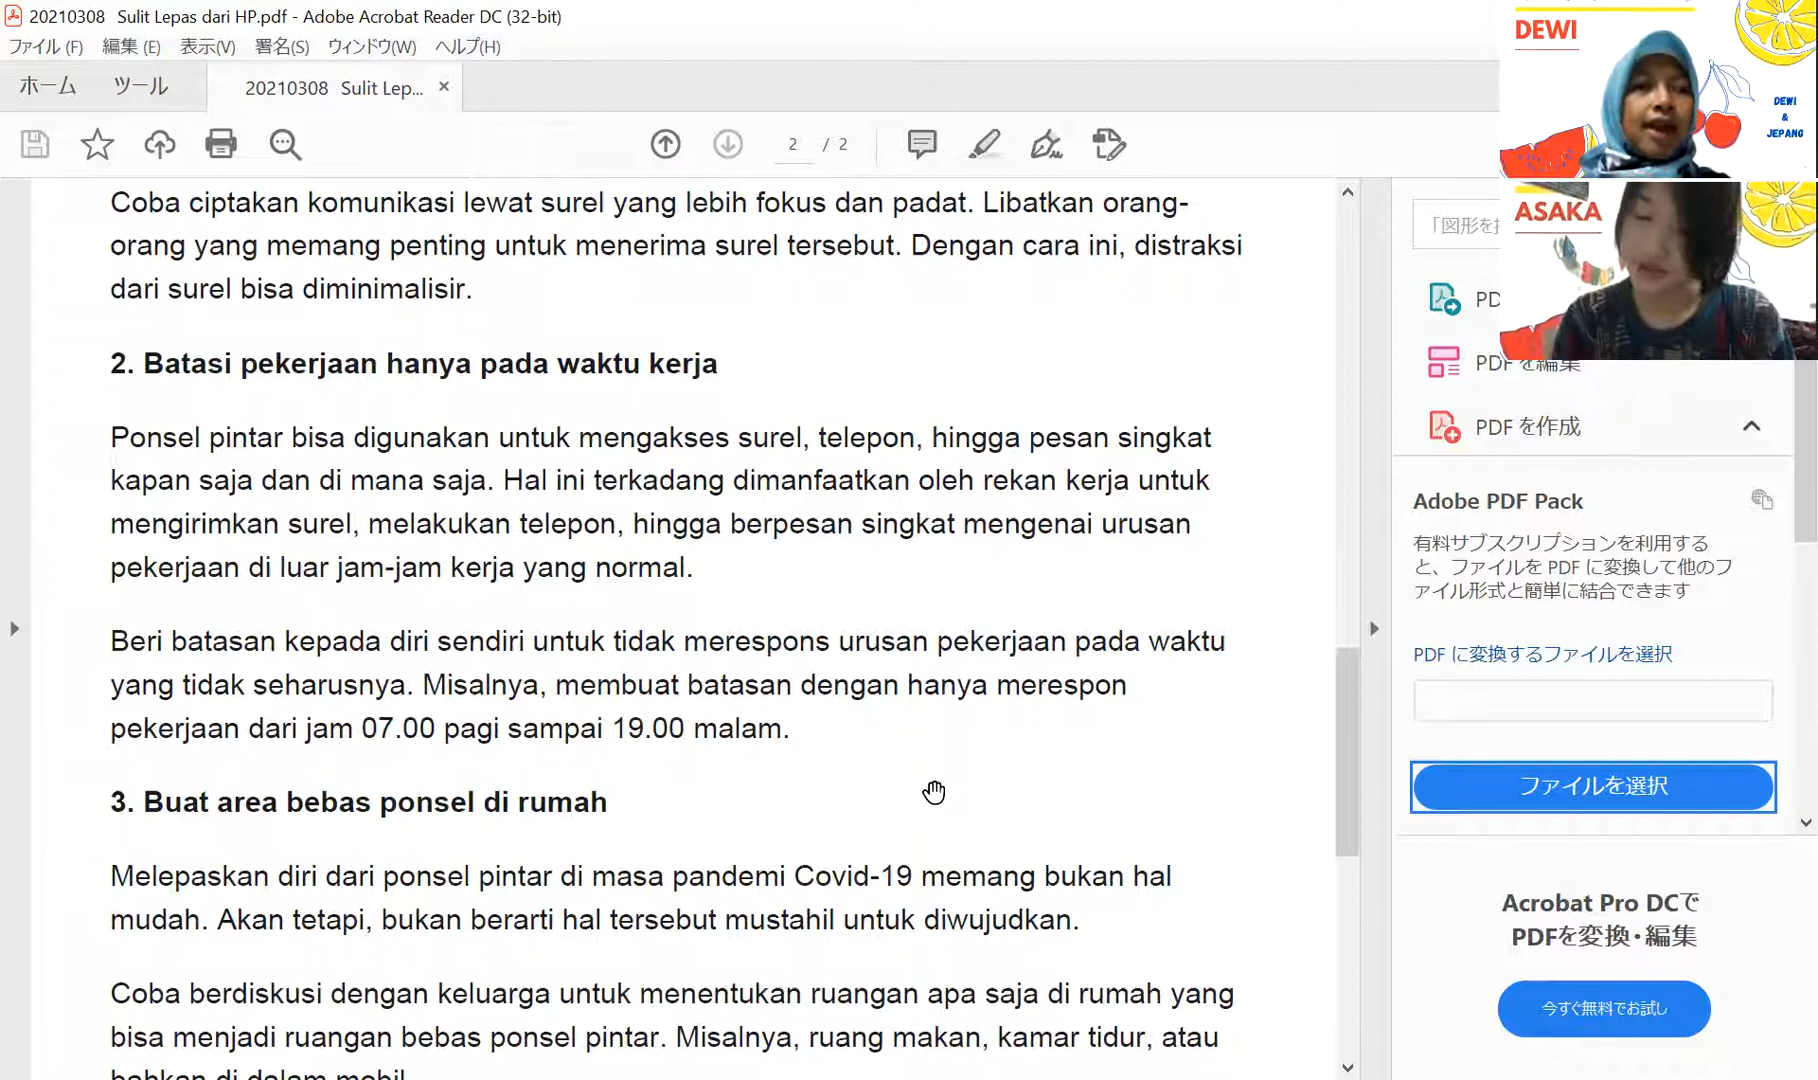 20210308 Sulit Lepas dari HP.pdf - Adobe Acrobat Reader DC (32-bit)
ファイル(F) 編集(E) 表示(V) 署名(S) ウィンドウ(W) ヘルプ(H)
ホーム ツール 20210308 Sulit Lep... ×
2 / 2
Coba ciptakan komunikasi lewat surel yang lebih fokus dan padat. Libatkan orang-
orang yang memang penting untuk menerima surel tersebut. Dengan cara ini, distraksi
dari surel bisa diminimalisir.
2. Batasi pekerjaan hanya pada waktu kerja
Ponsel pintar bisa digunakan untuk mengakses surel, telepon, hingga pesan singkat
kapan saja dan di mana saja. Hal ini terkadang dimanfaatkan oleh rekan kerja untuk
mengirimkan surel, melakukan telepon, hingga berpesan singkat mengenai urusan
pekerjaan di luar jam-jam kerja yang normal.
Beri batasan kepada diri sendiri untuk tidak merespons urusan pekerjaan pada waktu
yang tidak seharusnya. Misalnya, membuat batasan dengan hanya merespon
pekerjaan dari jam 07.00 pagi sampai 19.00 malam.
3. Buat area bebas ponsel di rumah
Melepaskan diri dari ponsel pintar di masa pandemi Covid-19 memang bukan hal
mudah. Akan tetapi, bukan berarti hal tersebut mustahil untuk diwujudkan.
Coba berdiskusi dengan keluarga untuk menentukan ruangan apa saja di rumah yang
bisa menjadi ruangan bebas ponsel pintar. Misalnya, ruang makan, kamar tidur, atau
bahkan di dalam mobil.
DEWI
DEWI
&
JEPANG
ASAKA
「図形を
PD
PDF を編集
PDF を作成
Adobe PDF Pack
有料サブスクリプションを利用する
と、ファイルを PDF に変換して他のフ
ァイル形式と簡単に結合できます
PDF に変換するファイルを選択
ファイルを選択
Acrobat Pro DCで
PDFを変換・編集
今すぐ無料でお試し